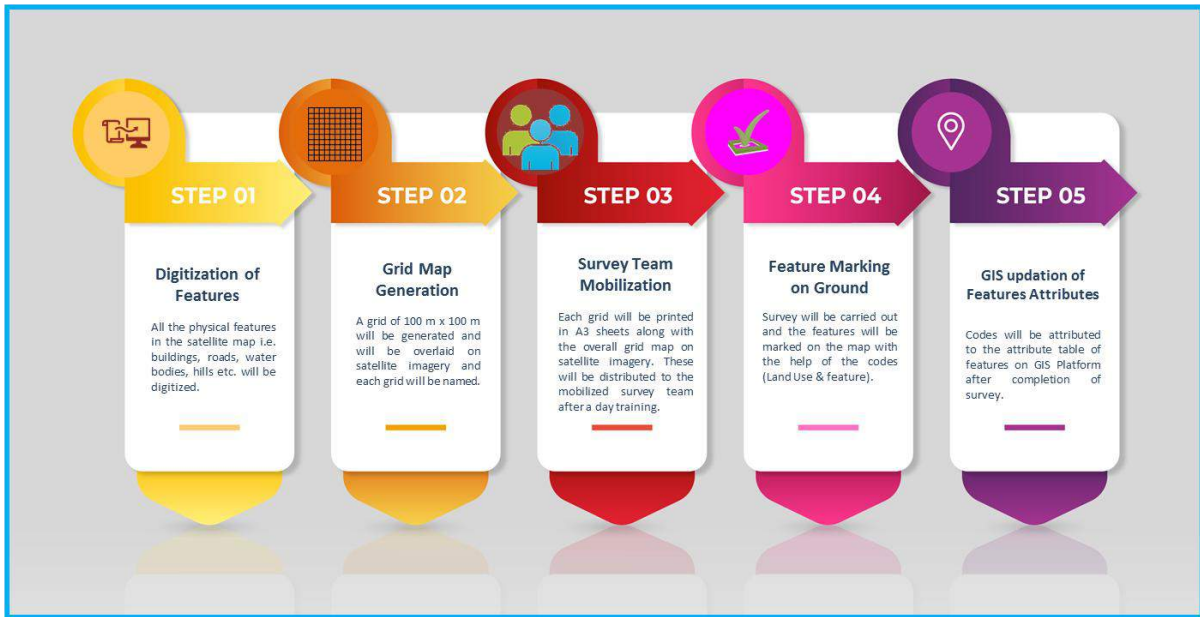 STEP 01
Digitization of
Features
All the physical features
in the satellite map i.e.
buildings, roads, water
bodies, hills etc. will be
digitized.
STEP 02
Grid Map
Generation
A grid of 100 m x 100 m
will be generated and
will be overlaid on
satellite imagery and
each grid will be named.
STEP 03
Survey Team
Mobilization
Each grid will be printed
in A3 sheets along with
the overall grid map on
satellite imagery. These
will be distributed to the
mobilized survey team
after a day training.
STEP 04
Feature Marking
on Ground
Survey will be carried out
and the features will be
marked on the map with
the help of the codes
(Land Use & feature).
STEP 05
GIS updation of
Features Attributes
Codes will be attributed
to the attribute table of
features on GIS Platform
after completion of
survey.